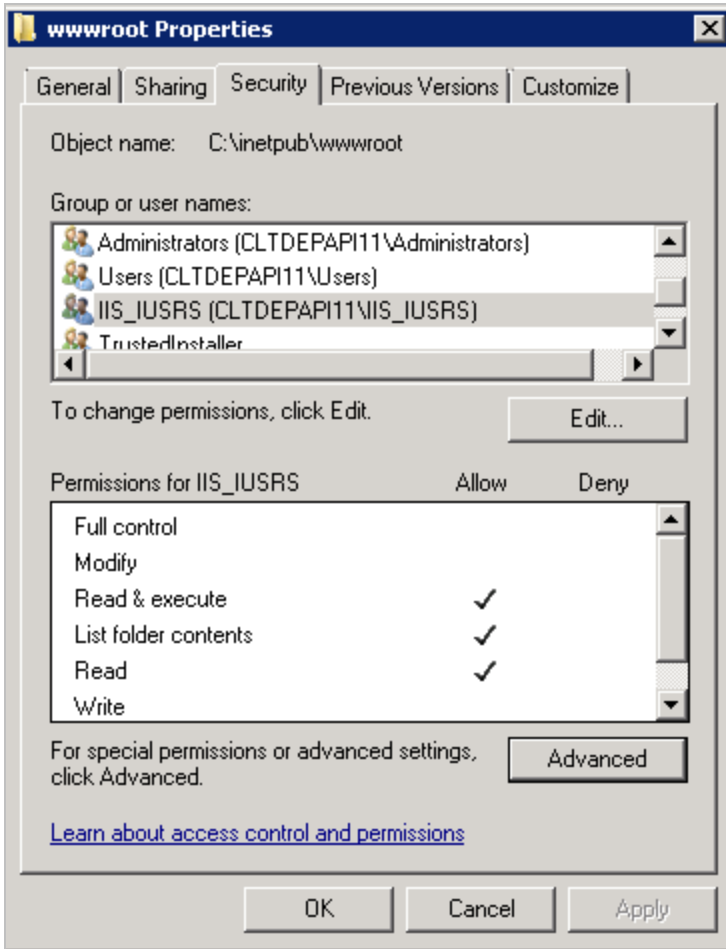 wwwroot Properties
General Sharing Security Previous Versions Customize
Object name: C:\inetpub\wwwroot
Group or user names:
Administrators (CLTDEPAPI11\Administrators)
Users (CLTDEPAPI11\Users)
IIS_IUSRS (CLTDEPAPI11\IIS_IUSRS)
TrustedInstaller
To change permissions, click Edit.
Edit...
Permissions for IIS_IUSRS Allow Deny
Full control
Modify
Read & execute
List folder contents
Read
Write
For special permissions or advanced settings,
click Advanced.
Advanced
Learn about access control and permissions
OK Cancel Apply